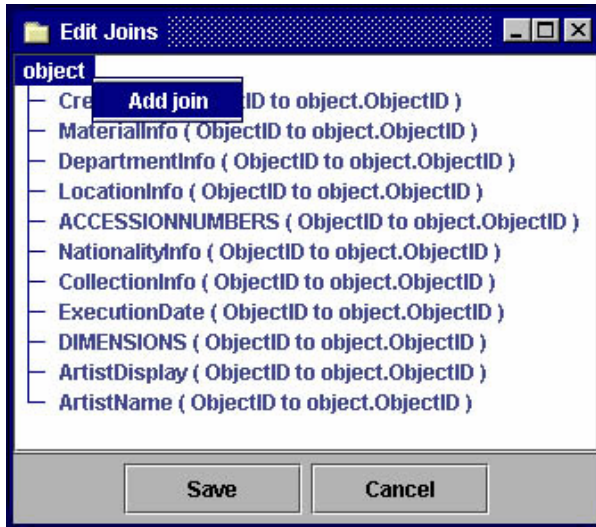 Edit Joins
object
Add join
Cre ID to object.ObjectID )
MaterialInfo ( ObjectID to object.ObjectID )
DepartmentInfo ( ObjectID to object.ObjectID )
LocationInfo ( ObjectID to object.ObjectID )
ACCESSIONNUMBERS ( ObjectID to object.ObjectID )
NationalityInfo ( ObjectID to object.ObjectID )
CollectionInfo ( ObjectID to object.ObjectID )
ExecutionDate ( ObjectID to object.ObjectID )
DIMENSIONS ( ObjectID to object.ObjectID )
ArtistDisplay ( ObjectID to object.ObjectID )
ArtistName ( ObjectID to object.ObjectID )
Save Cancel